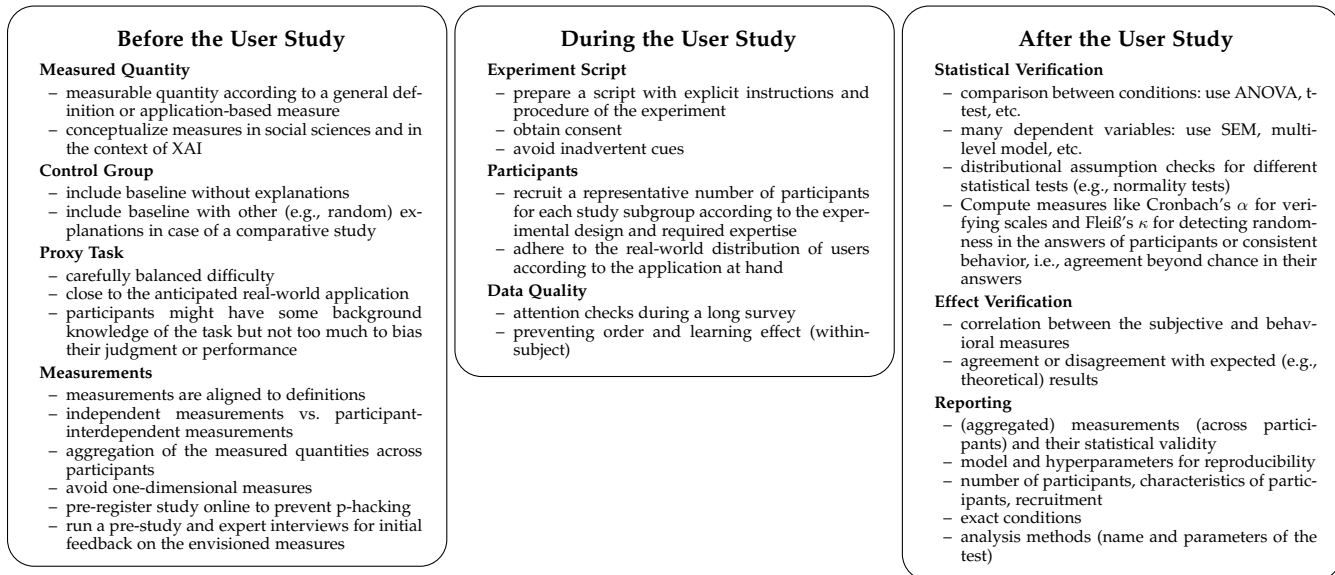 Before the User Study
Measured Quantity
– measurable quantity according to a general def-
inition or application-based measure
– conceptualize measures in social sciences and in
the context of XAI
Control Group
– include baseline without explanations
– include baseline with other (e.g., random) ex-
planations in case of a comparative study
Proxy Task
– carefully balanced difficulty
– close to the anticipated real-world application
– participants might have some background
knowledge of the task but not too much to bias
their judgment or performance
Measurements
– measurements are aligned to definitions
– independent measurements vs. participant-
interdependent measurements
– aggregation of the measured quantities across
participants
– avoid one-dimensional measures
– pre-register study online to prevent p-hacking
– run a pre-study and expert interviews for initial
feedback on the envisioned measures
During the User Study
Experiment Script
– prepare a script with explicit instructions and
procedure of the experiment
– obtain consent
– avoid inadvertent cues
Participants
– recruit a representative number of participants
for each study subgroup according to the exper-
imental design and required expertise
– adhere to the real-world distribution of users
according to the application at hand
Data Quality
– attention checks during a long survey
– preventing order and learning effect (within-
subject)
After the User Study
Statistical Verification
– comparison between conditions: use ANOVA, t-
test, etc.
– many dependent variables: use SEM, multi-
level model, etc.
– distributional assumption checks for different
statistical tests (e.g., normality tests)
– Compute measures like Cronbach's α for ver-
ifying scales and Fleiß's κ for detecting random-
ness in the answers of participants or consistent
behavior, i.e., agreement beyond chance in their
answers
Effect Verification
– correlation between the subjective and behav-
ioral measures
– agreement or disagreement with expected (e.g.,
theoretical) results
Reporting
– (aggregated) measurements (across partici-
pants) and their statistical validity
– model and hyperparameters for reproducibility
– number of participants, characteristics of partic-
ipants, recruitment
– exact conditions
– analysis methods (name and parameters of the
test)